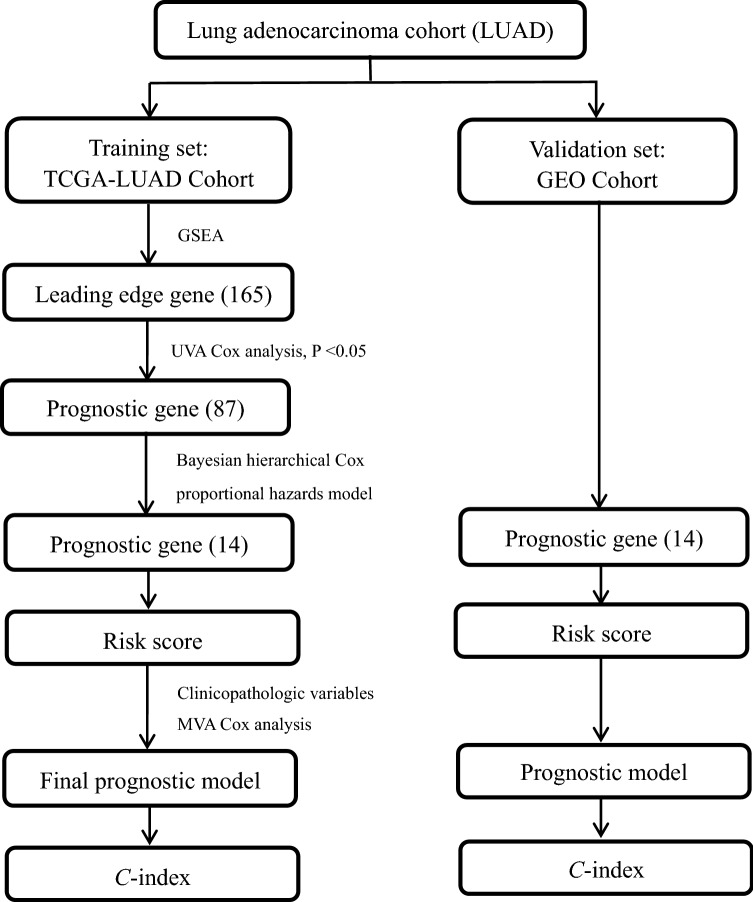 Lung adenocarcinoma cohort (LUAD)
Training set:
TCGA-LUAD Cohort
GSEA
Leading edge gene (165)
UVA Cox analysis, P <0.05
Prognostic gene (87)
Bayesian hierarchical Cox
proportional hazards model
Prognostic gene (14)
Risk score
Clinicopathologic variables
MVA Cox analysis
Final prognostic model
C-index
Validation set:
GEO Cohort
Prognostic gene (14)
Risk score
Prognostic model
C-index